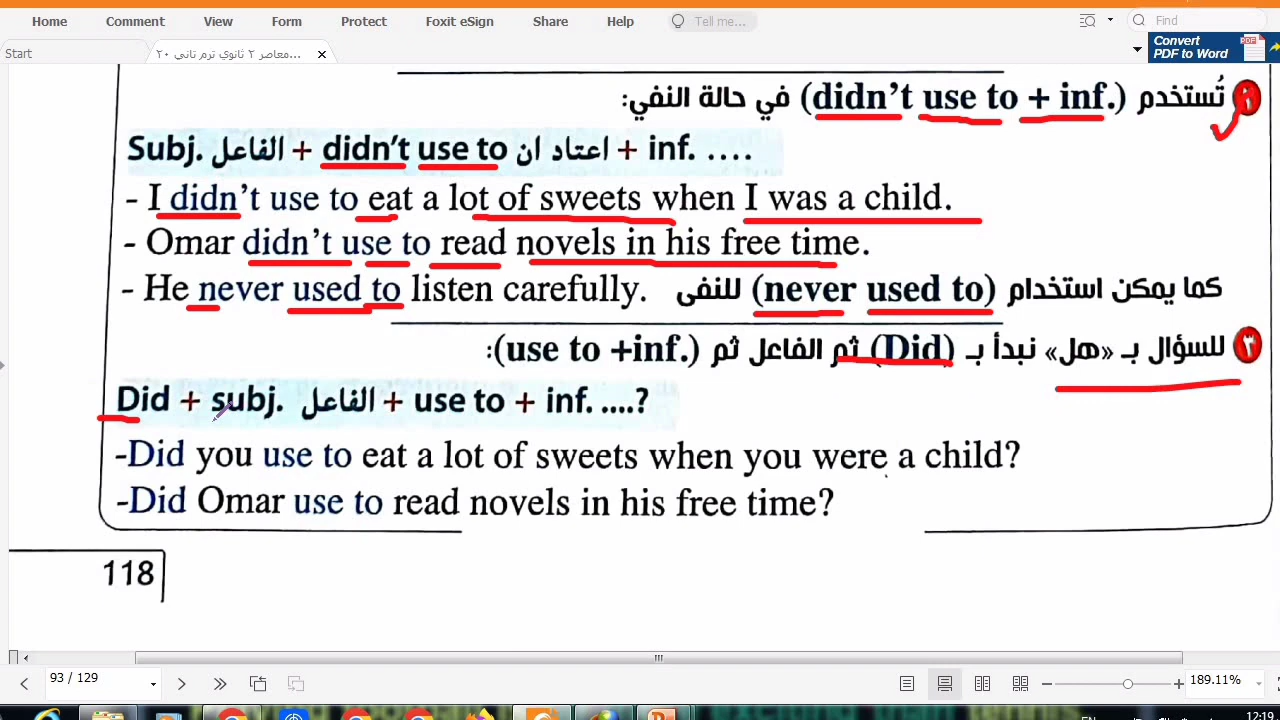 Home Comment View Form Protect Foxit eSign Share Help Tell me... Find
Start
معاصر ٢ ثانوي ترم تاني ٢٠...
Convert
PDF to Word
تُستخدم (didn't use to + inf.) في حالة النفي:
Subj. الفاعل + didn't use to اعتاد ان + inf. ....
- I didn't use to eat a lot of sweets when I was a child.
- Omar didn't use to read novels in his free time.
- He never used to listen carefully. كما يمكن استخدام (never used to) للنفى
٣ للسؤال بـ «هل» نبدأ بـ (Did) ثم الفاعل ثم (use to +inf.):
Did + subj. الفاعل + use to + inf. ....?
-Did you use to eat a lot of sweets when you were a child?
-Did Omar use to read novels in his free time?
118
93 / 129
189.11%
EN 12:19